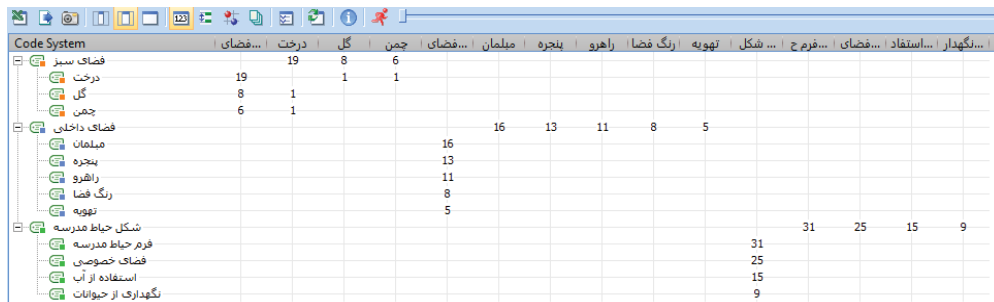 123
Code System فضای... درخت گل چمن فضای... مبلمان پنجره راهرو رنگ فضا تهویه شکل ... فرم ح... فضای... استفاد... نگهدار...
فضای سبز 19 8 6
درخت 19 1 1
گل 8 1
چمن 6 1
فضای داخلی 16 13 11 8 5
مبلمان 16
پنجره 13
راهرو 11
رنگ فضا 8
تهویه 5
شکل حیاط مدرسه 31 25 15 9
فرم حیاط مدرسه 31
فضای خصوصی 25
استفاده از آب 15
نگهداری از حیوانات 9